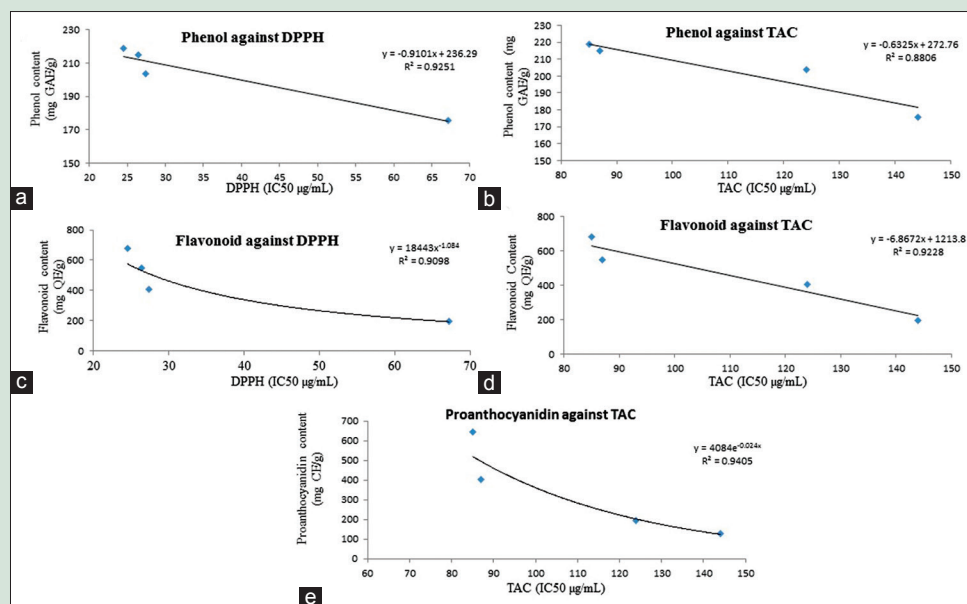 Phenol against DPPH
y = -0.9101x + 236.29
R² = 0.9251
Phenol content
(mg GAE/g)
230
210
190
170
150
20 25 30 35 40 45 50 55 60 65 70
DPPH (IC50 µg/mL)
a
Phenol against TAC
y = -0.6325x + 272.76
R² = 0.8806
Phenol content (mg
GAE/g)
230
220
210
200
190
180
170
160
150
80 90 100 110 120 130 140 150
TAC (IC50 µg/mL)
b
Flavonoid against DPPH
y = 18443x⁻¹·⁰⁸⁴
R² = 0.9098
Flavonoid content
(mg QE/g)
800
600
400
200
0
20 30 40 50 60 70
DPPH (IC50 µg/mL)
c
Flavonoid against TAC
y = -6.8672x + 1213.8
R² = 0.9228
Flavonoid Content
(mg QE/g)
800
600
400
200
0
80 90 100 110 120 130 140 150
TAC (IC50 µg/mL)
d
Proanthocyanidin against TAC
y = 4084e⁻⁰·⁰²⁴ˣ
R² = 0.9405
Proanthocyanidin content
(mg CE/g)
700
600
500
400
300
200
100
0
60 70 80 90 100 110 120 130 140 150
TAC (IC50 µg/mL)
e